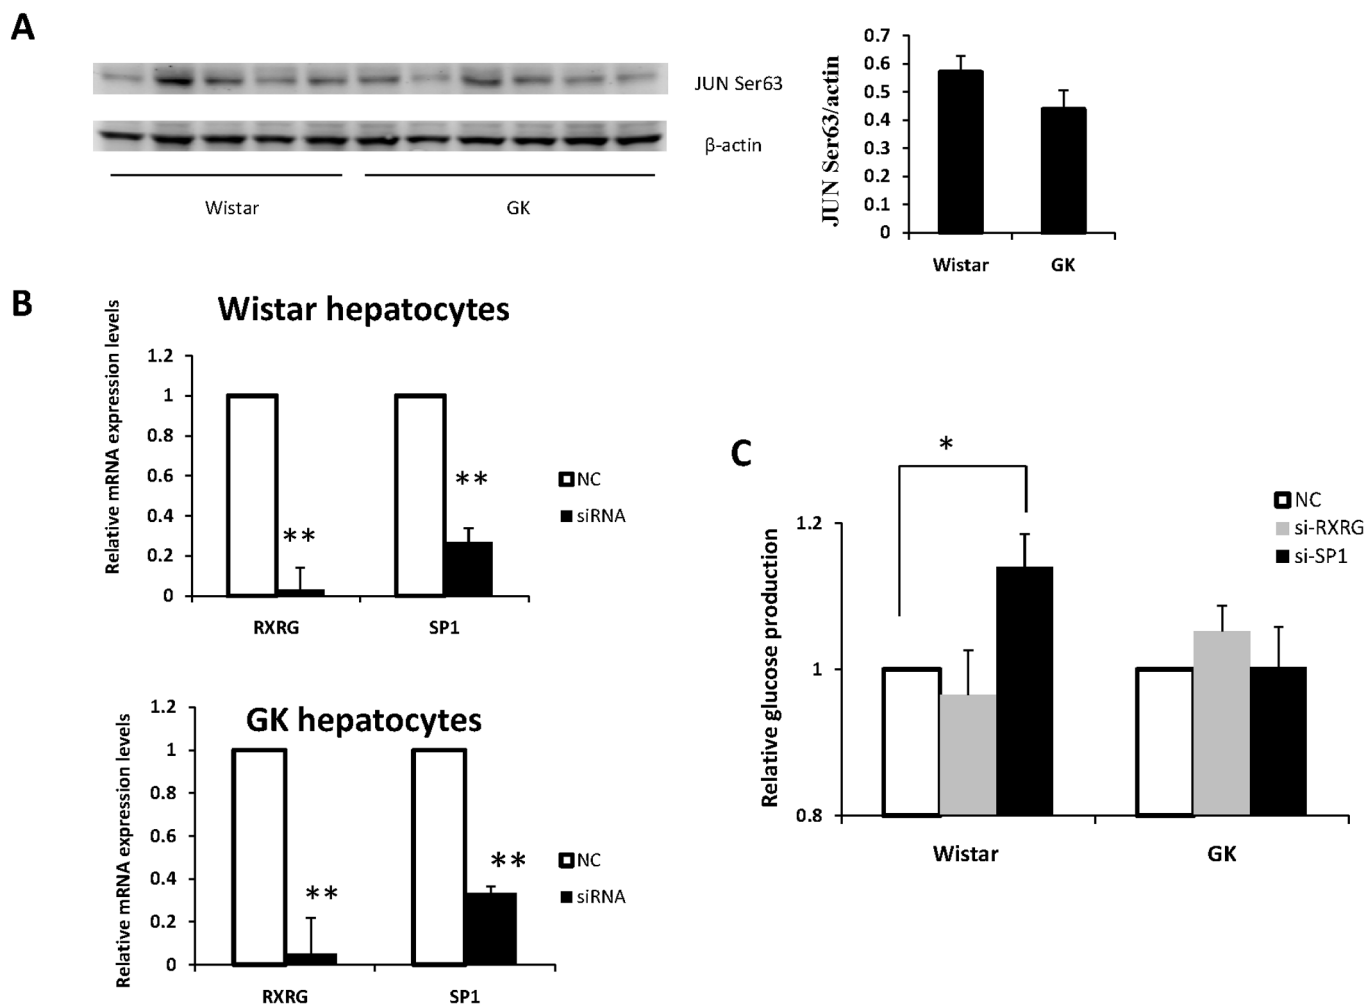 A
JUN Ser63
β-actin
Wistar
GK
JUN Ser63/actin
0.7
0.6
0.5
0.4
0.3
0.2
0.1
0
Wistar
GK
B
Wistar hepatocytes
Relative mRNA expression levels
1.2
1
0.8
0.6
0.4
0.2
0
**
**
NC
siRNA
RXRG
SP1
GK hepatocytes
Relative mRNA expression levels
1.2
1
0.8
0.6
0.4
0.2
0
**
**
NC
siRNA
RXRG
SP1
C
*
NC
si-RXRG
si-SP1
Relative glucose production
1.2
1
0.8
Wistar
GK